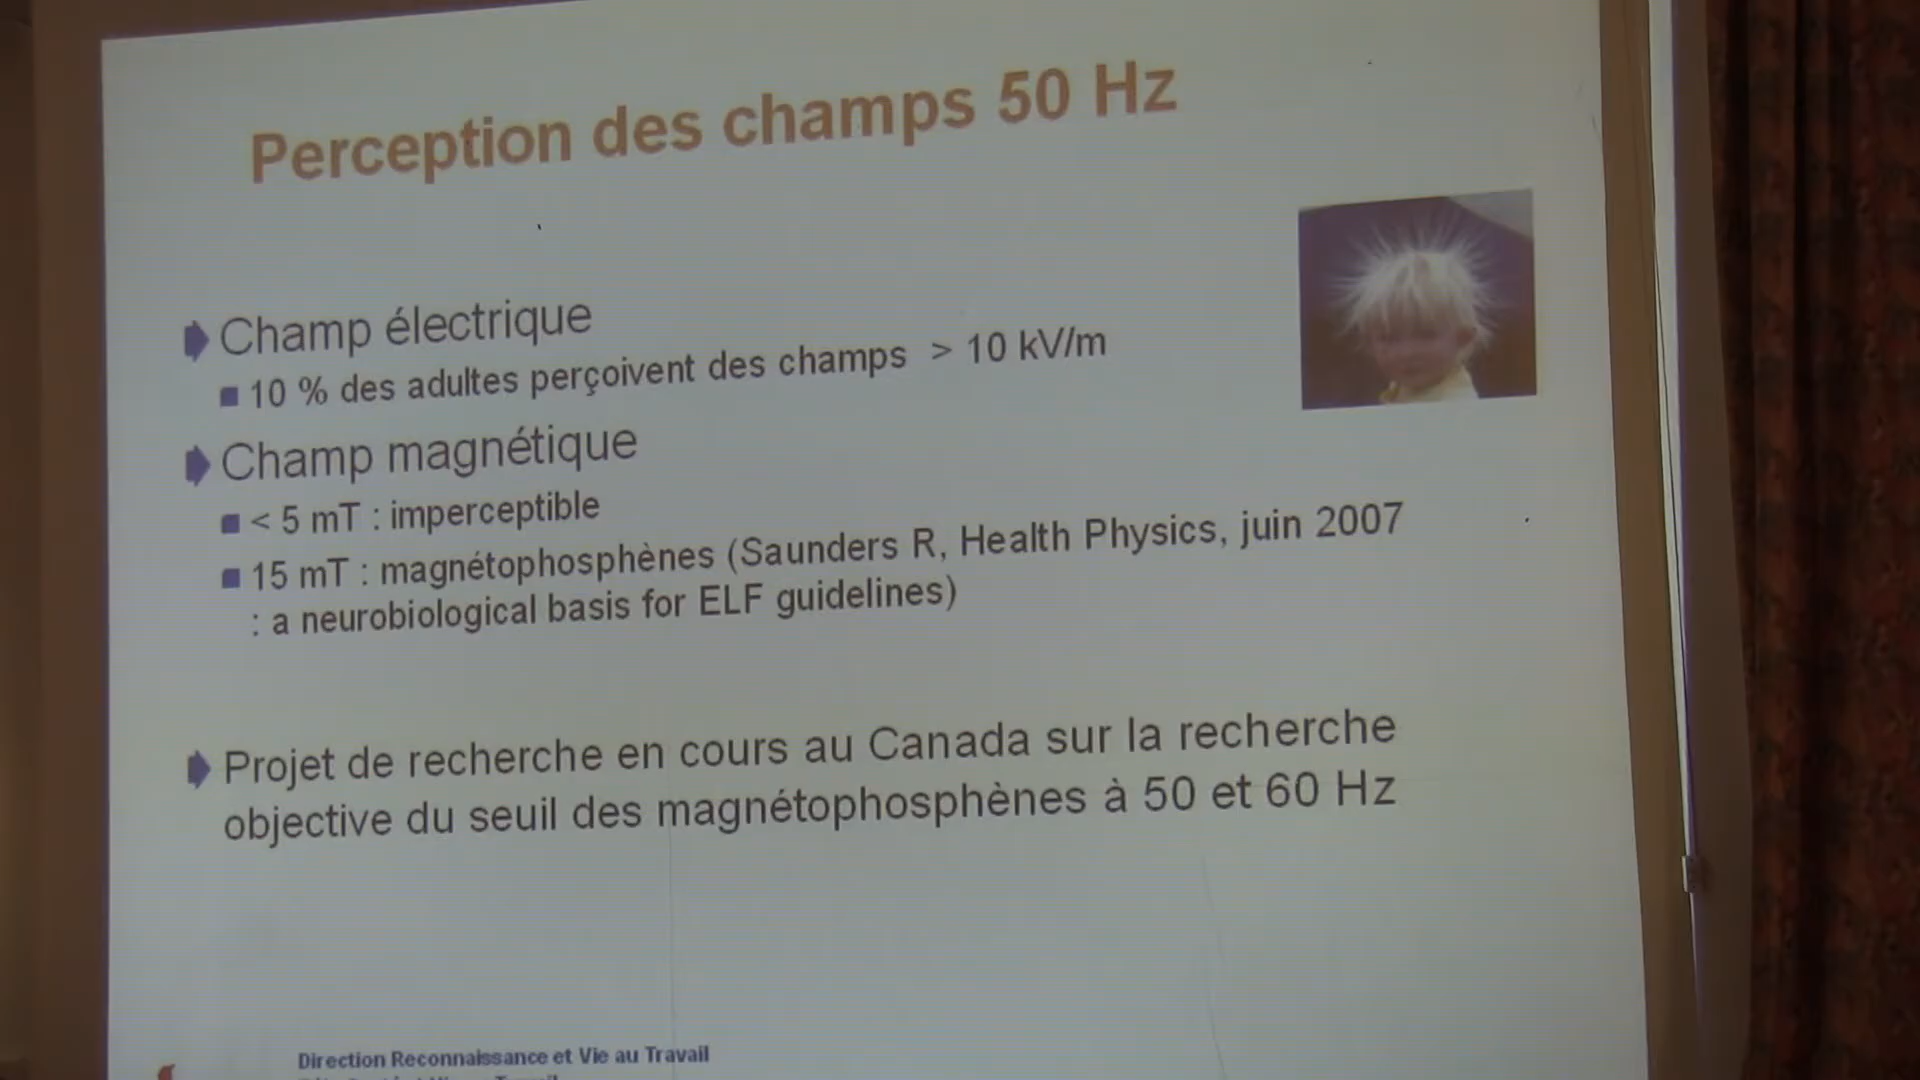 Perception des champs 50 Hz
Champ électrique
10 % des adultes perçoivent des champs > 10 kV/m
Champ magnétique
< 5 mT : imperceptible
15 mT : magnétophosphènes (Saunders R, Health Physics, juin 2007
: a neurobiological basis for ELF guidelines)
Projet de recherche en cours au Canada sur la recherche
objective du seuil des magnétophosphènes à 50 et 60 Hz
Direction Reconnaissance et Vie au Travail